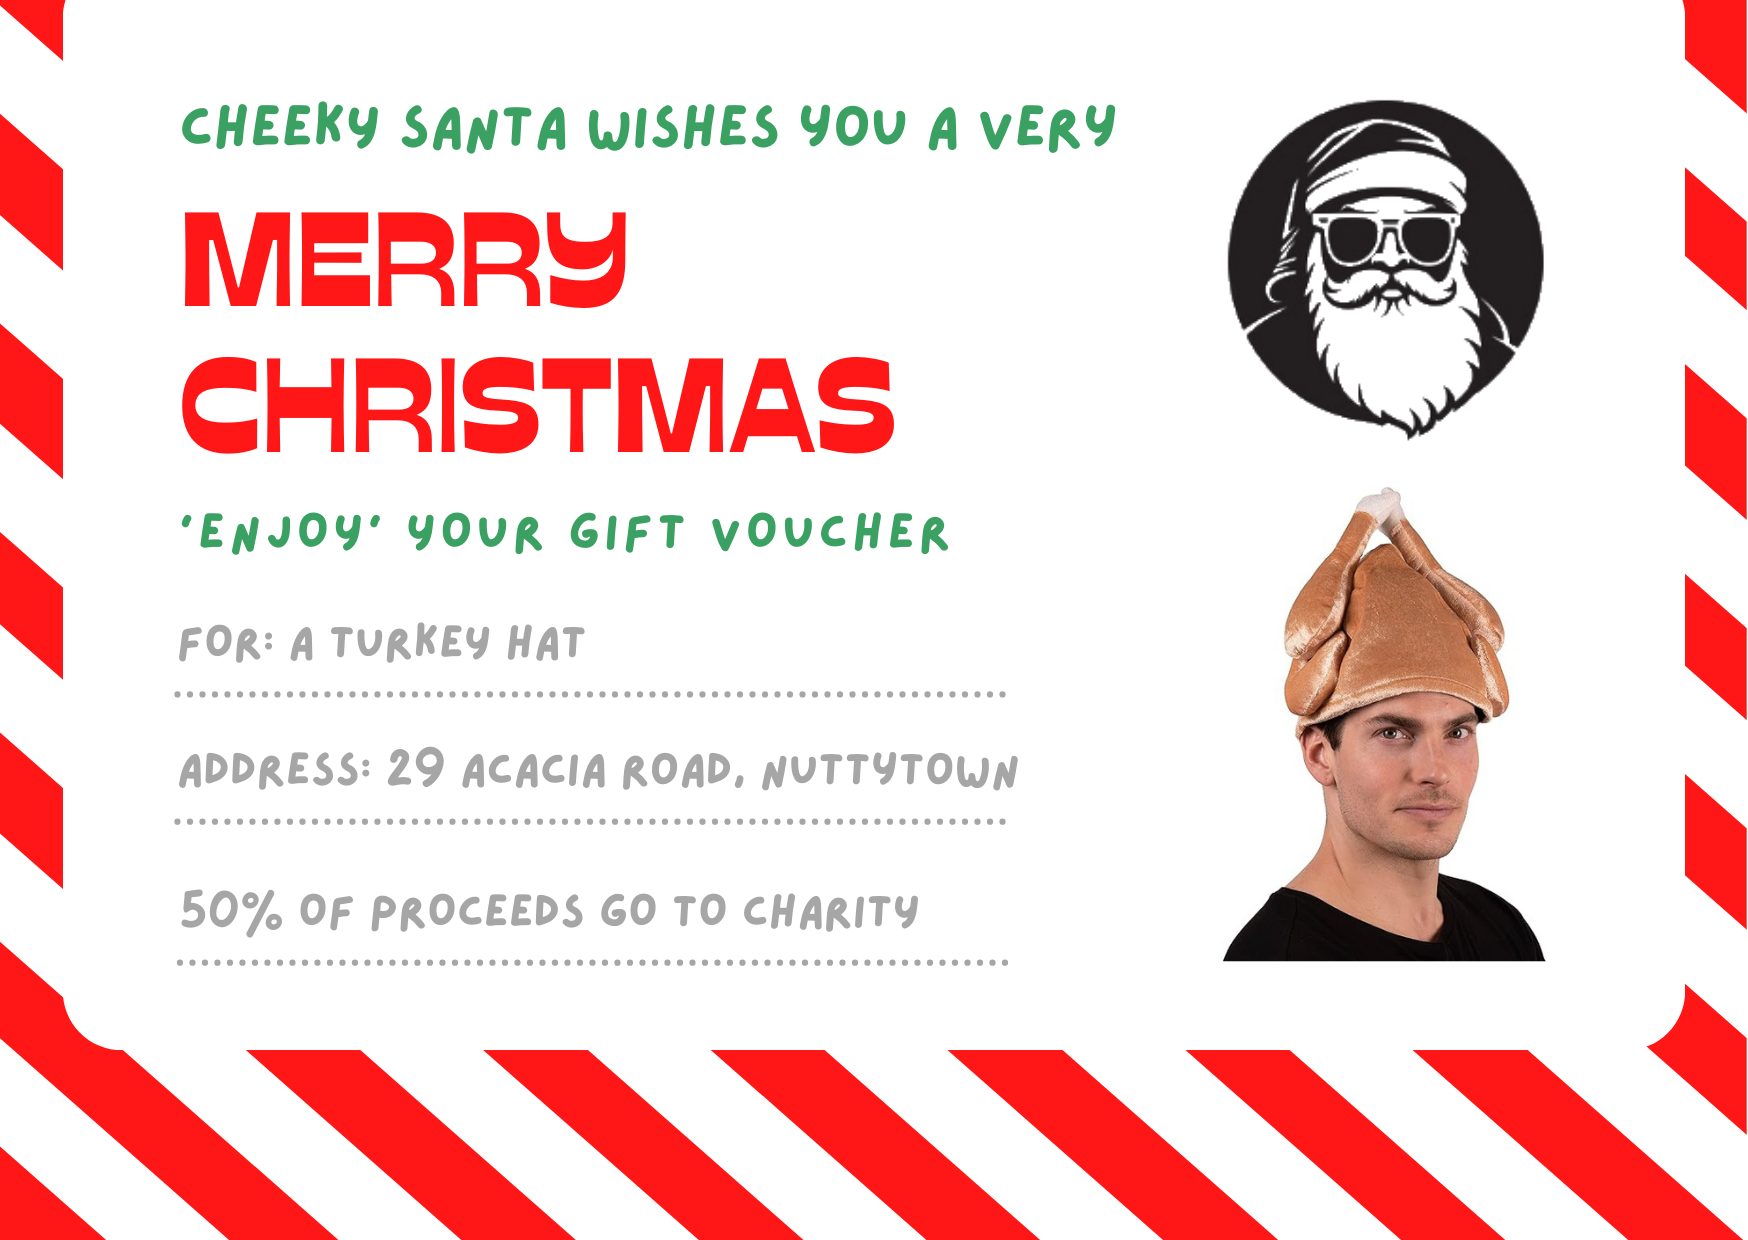 CHEEKY SANTA WISHES YOU A VERY
MERRY
CHRISTMAS
'ENJOY' YOUR GIFT VOUCHER
FOR: A TURKEY HAT
ADDRESS: 29 ACACIA ROAD, NUTTYTOWN
50% OF PROCEEDS GO TO CHARITY